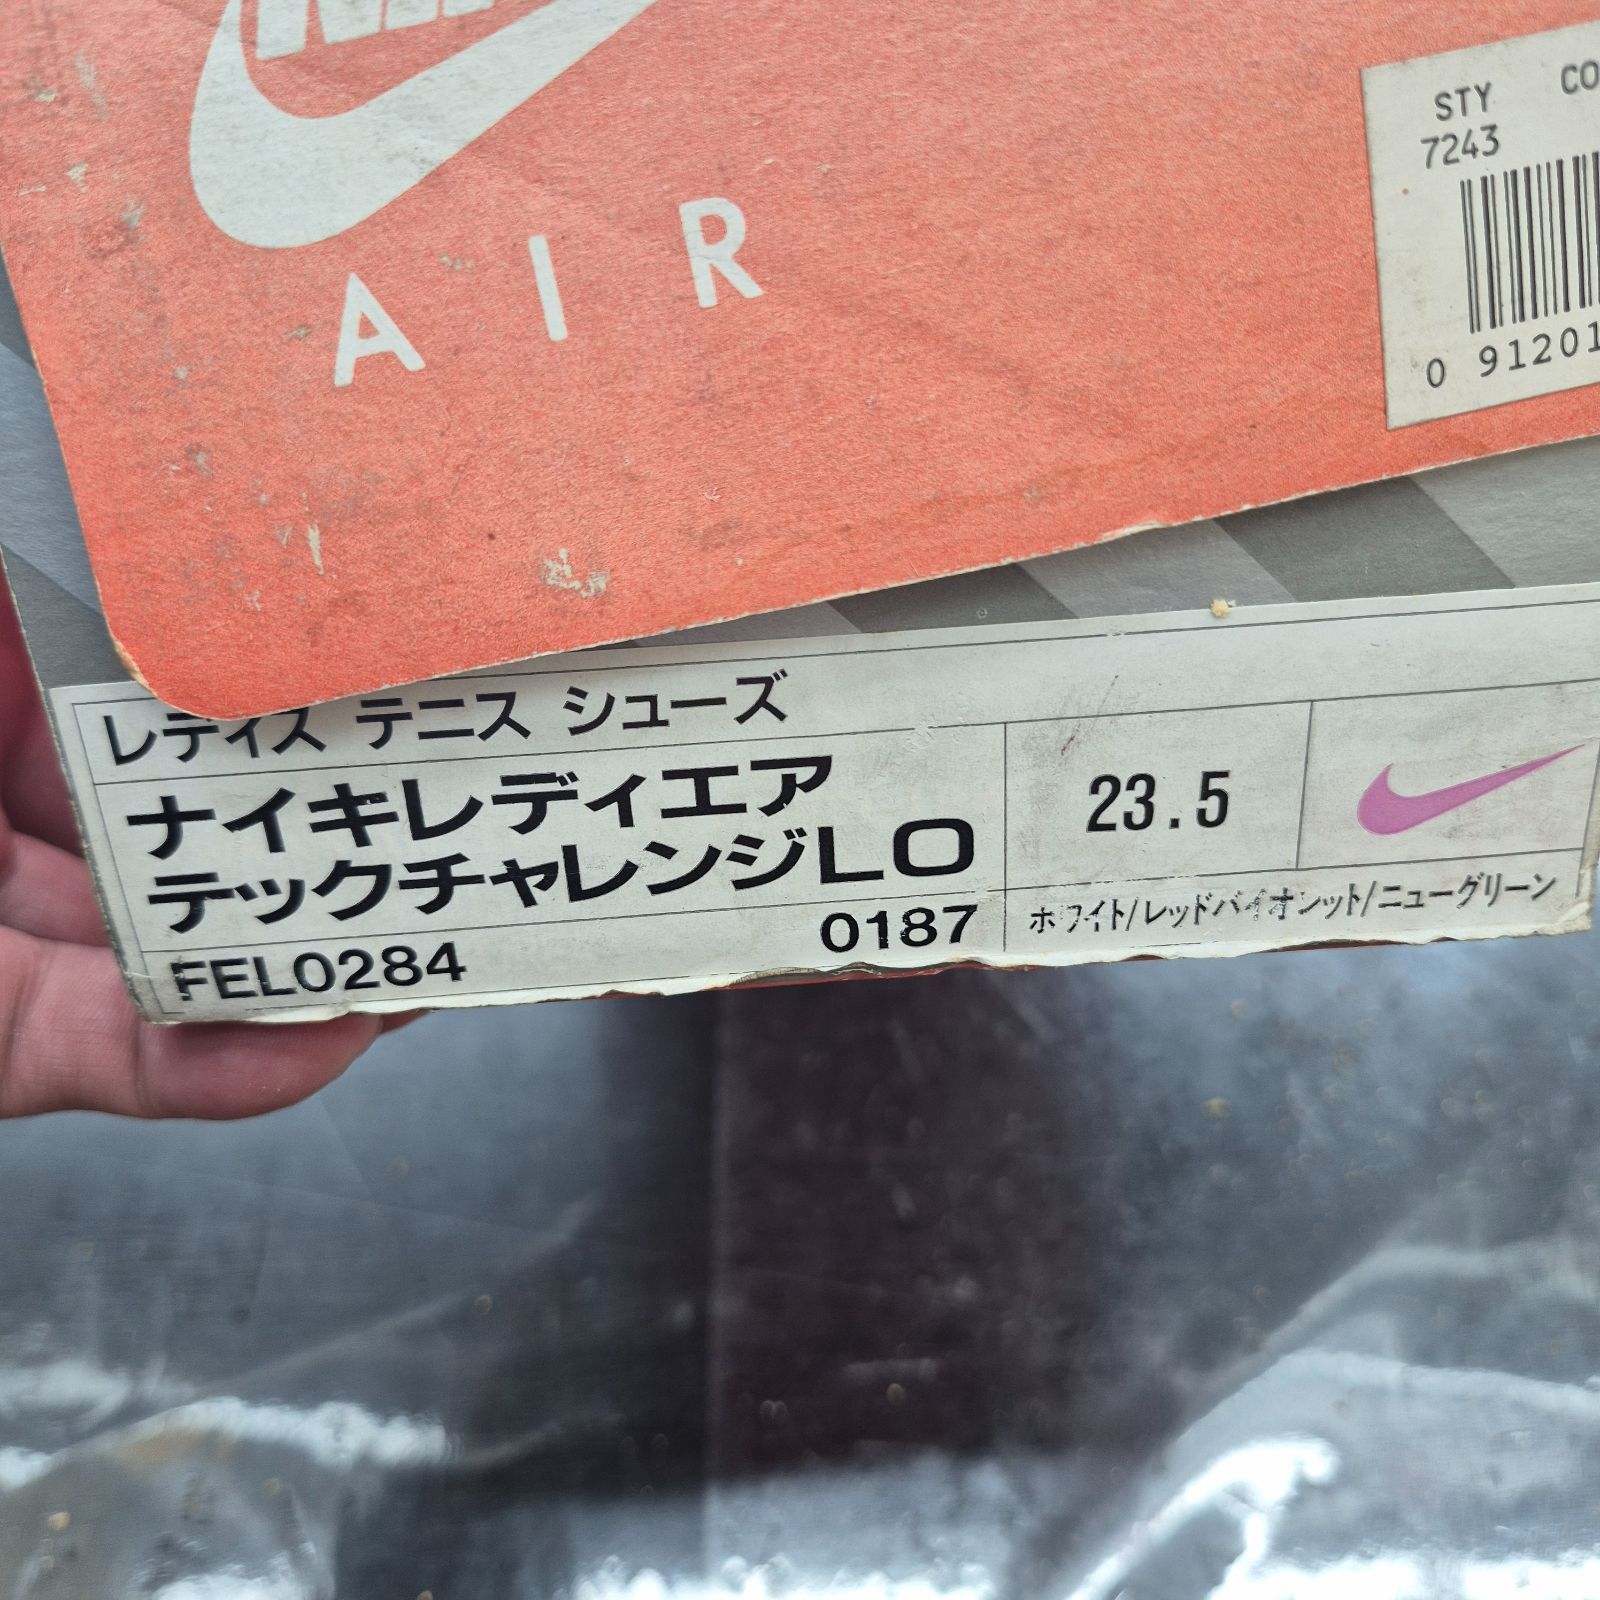 AIR
STY
7243
0 91201
レディス テニス シューズ
ナイキレディエア
テックチャレンジLO
23.5
FEL0284
0187
ホワイト/レッドバイオレット/ニューグリーン